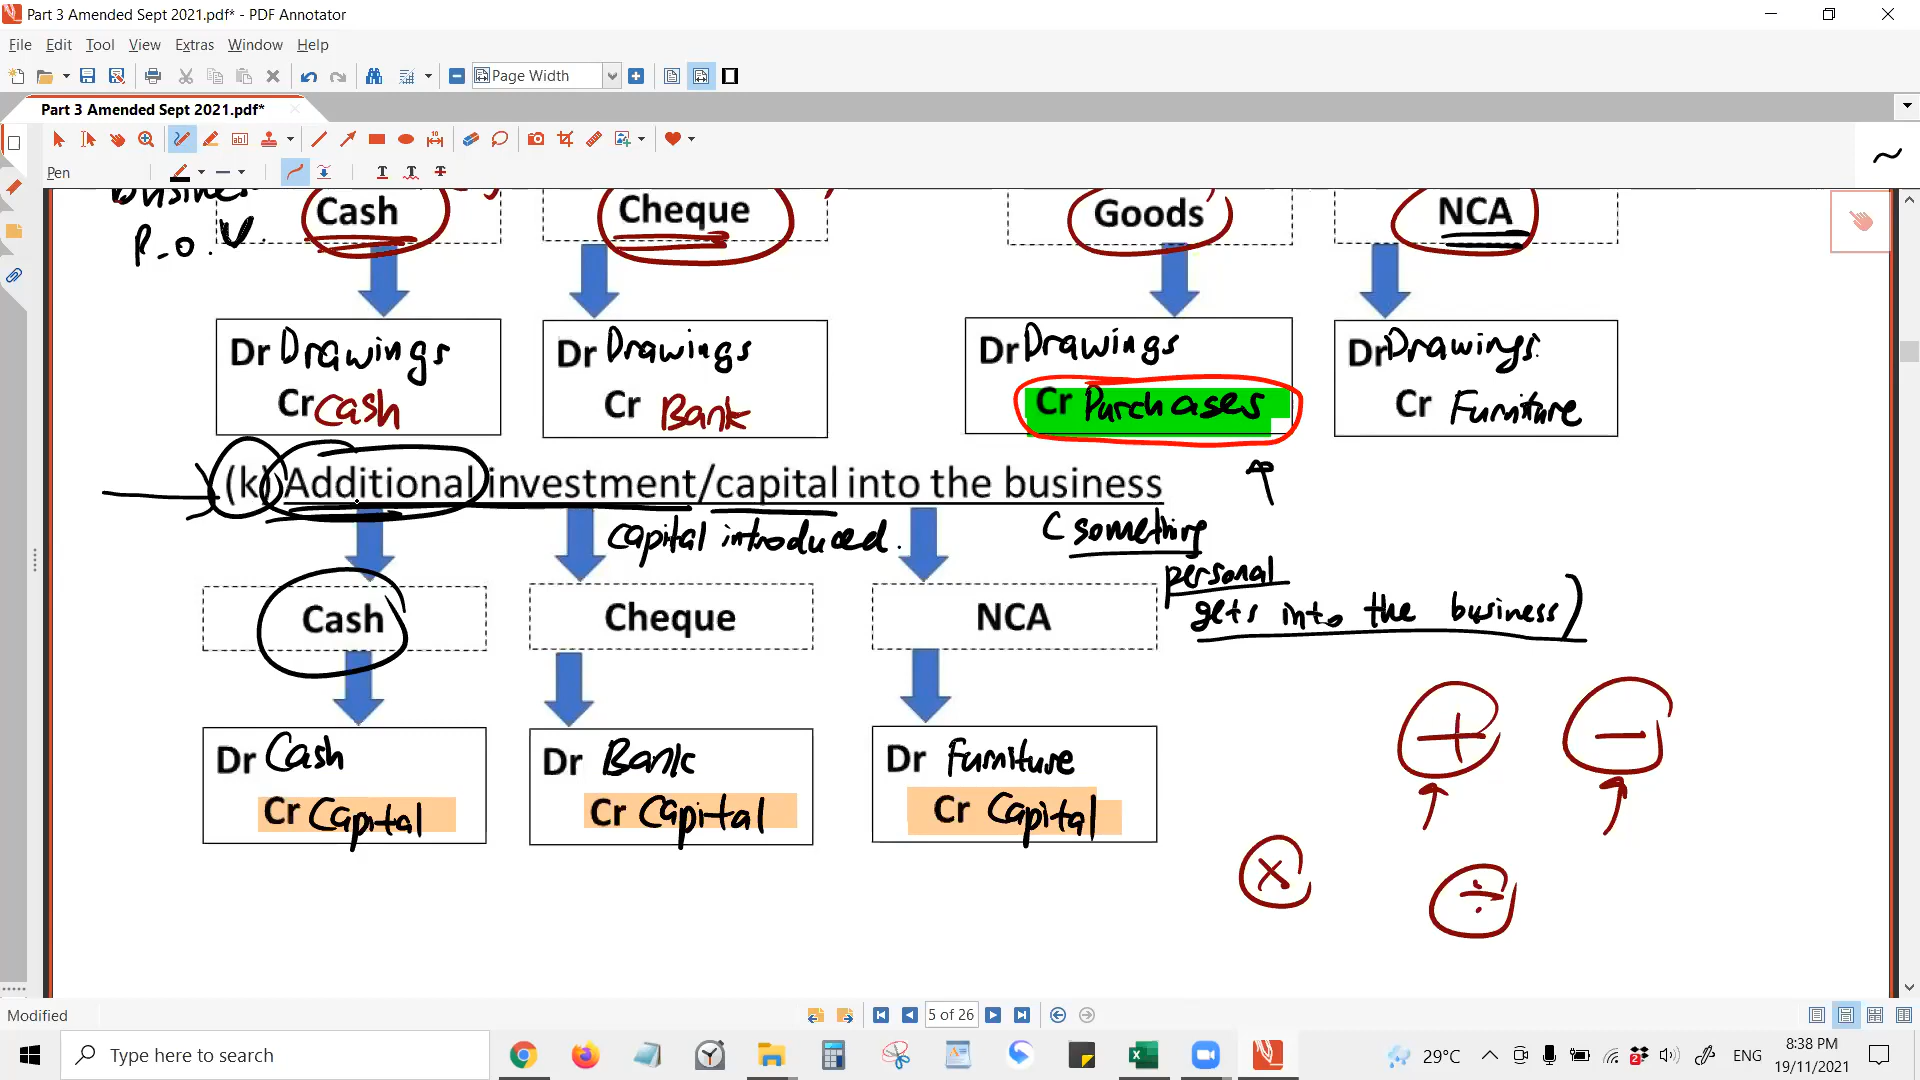 Part 3 Amended Sept 2021.pdf* - PDF Annotator
File Edit Tool View Extras Window Help
Page Width
Part 3 Amended Sept 2021.pdf*
Pen
P.O.V.
Cash Cheque Goods NCA
Dr Drawings
Cr Cash
Dr Drawings
Cr Bank
Dr Drawings
Cr Purchases
Dr Drawings
Cr Furniture
(k) Additional investment/capital into the business
capital introduced.
(something
personal
gets into the business)
Cash Cheque NCA
Dr Cash
Cr Capital
Dr Bank
Cr Capital
Dr Furniture
Cr Capital
+ −
× ÷
Modified
5 of 26
Type here to search
29°C
ENG
8:38 PM
19/11/2021